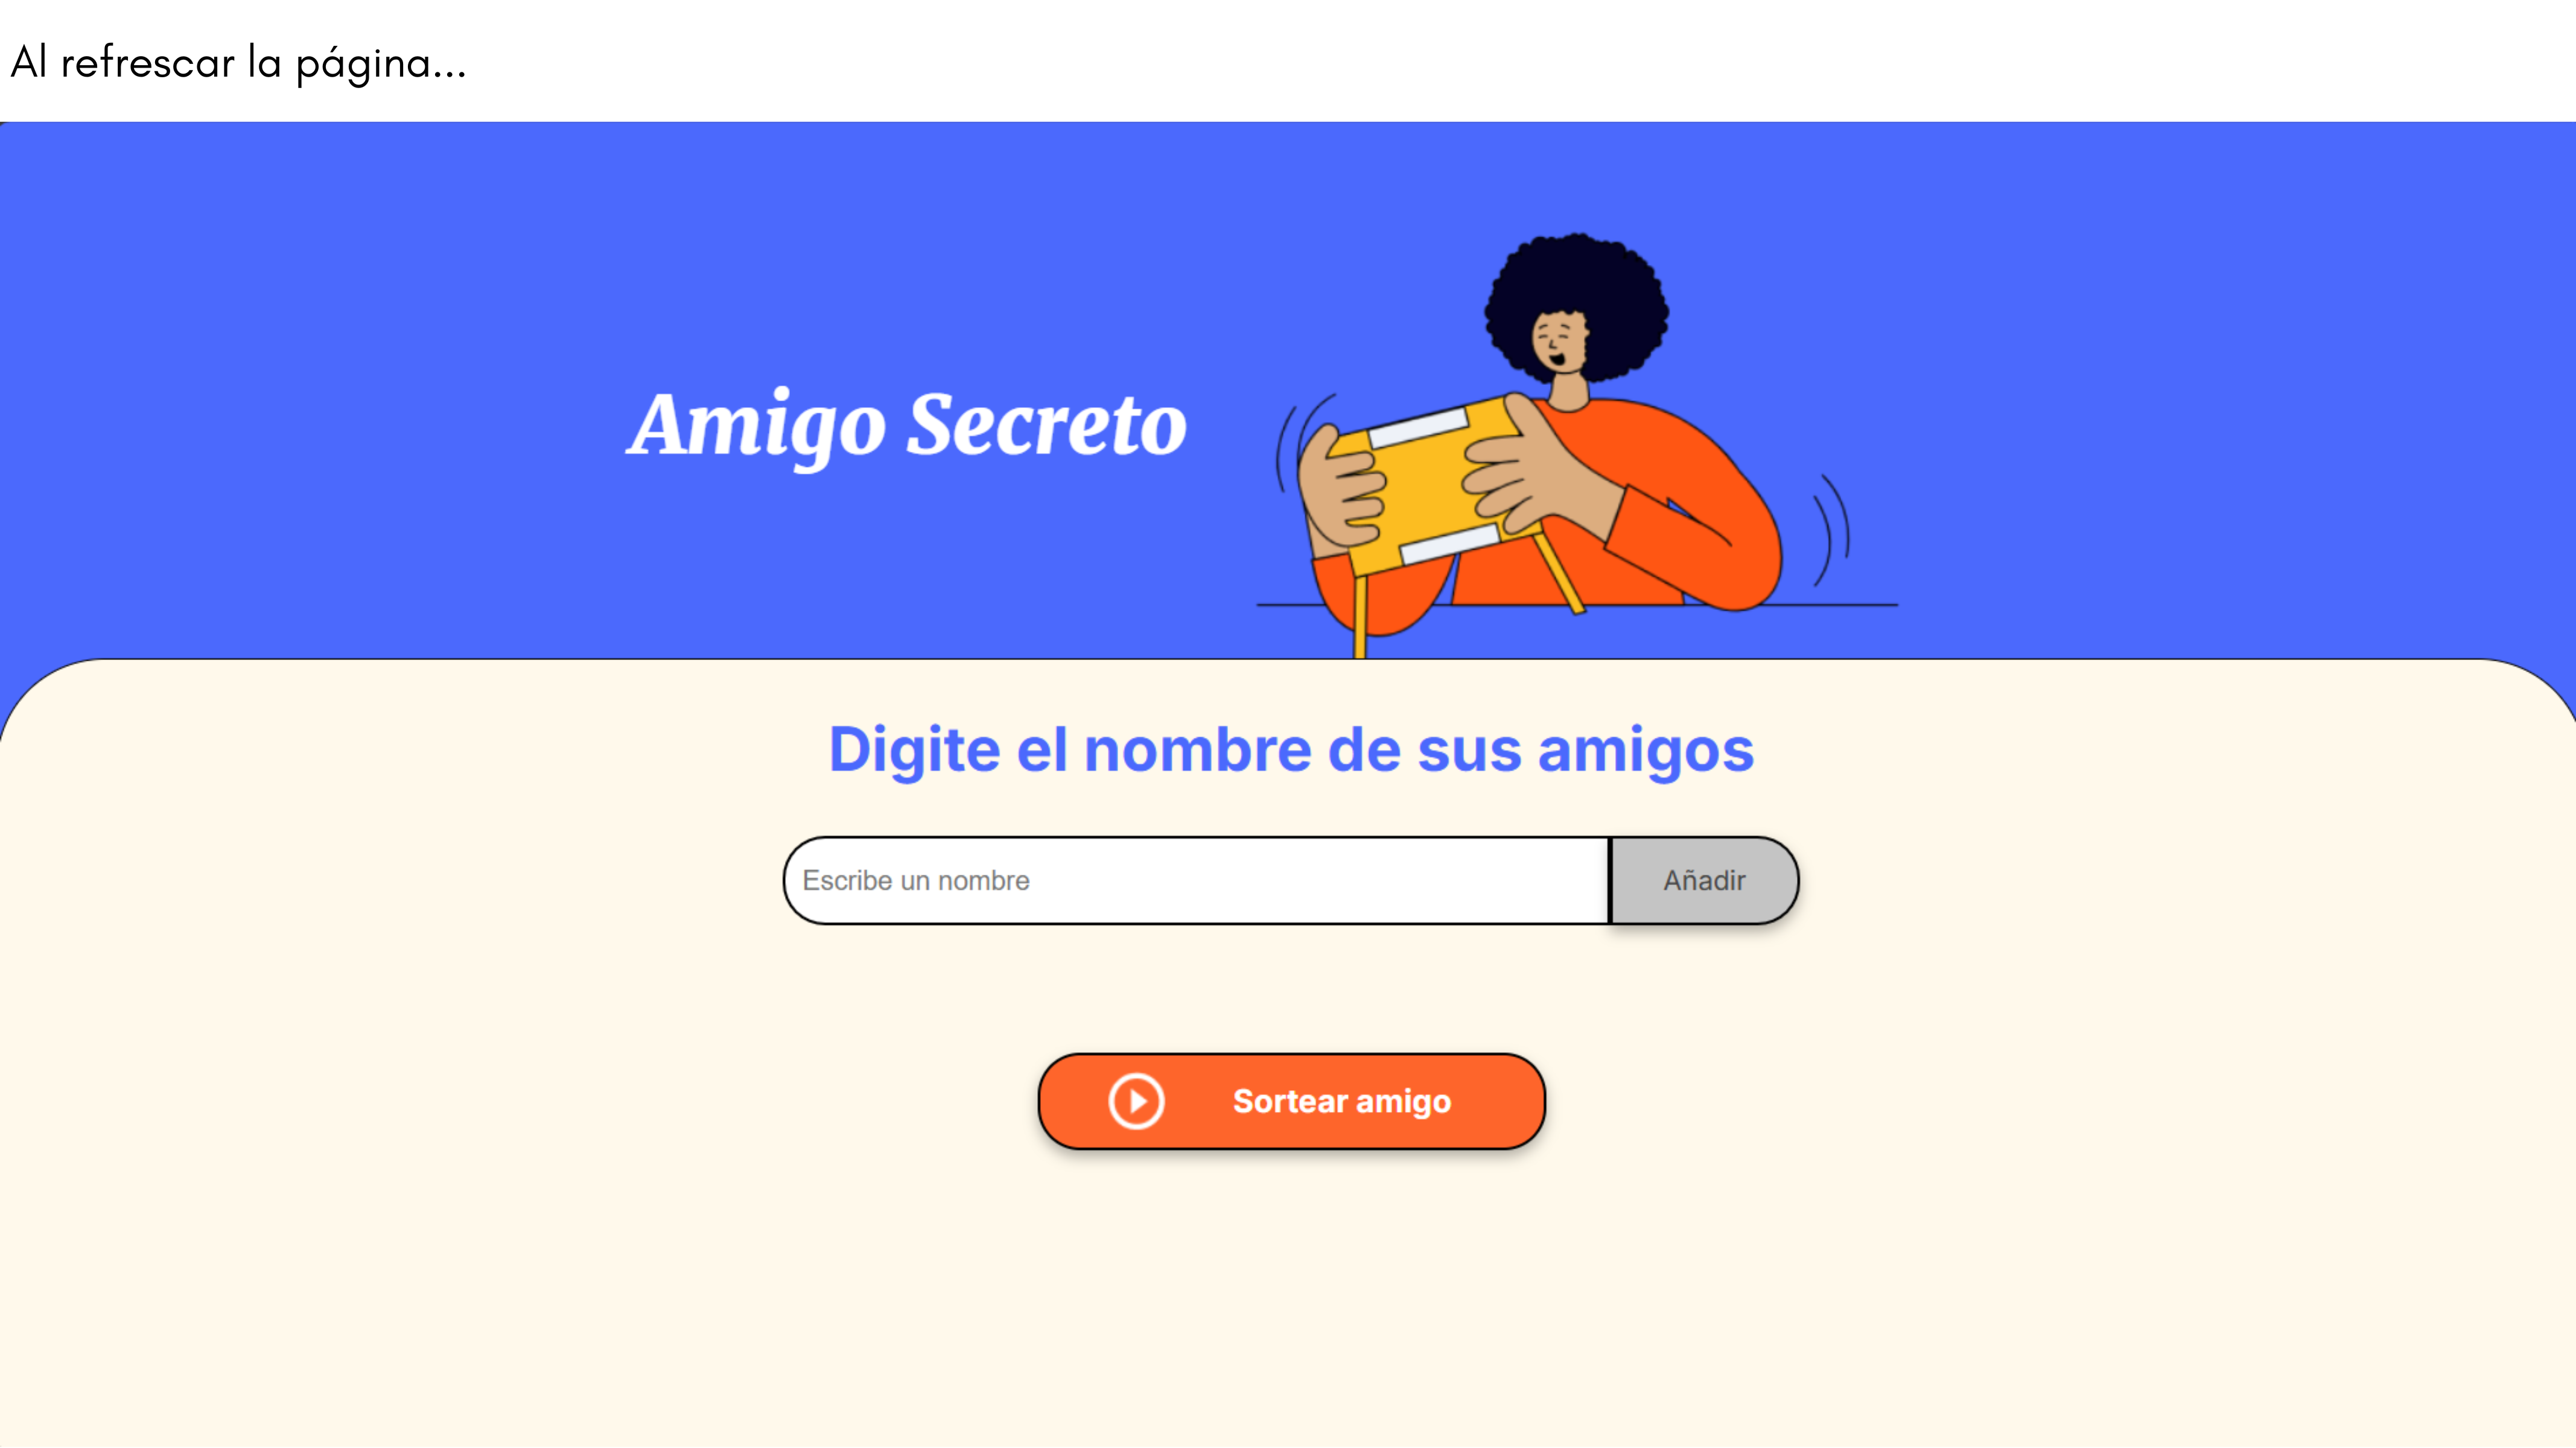 Al refrescar la página...
Amigo Secreto
Digite el nombre de sus amigos
Escribe un nombre
Añadir
Sortear amigo